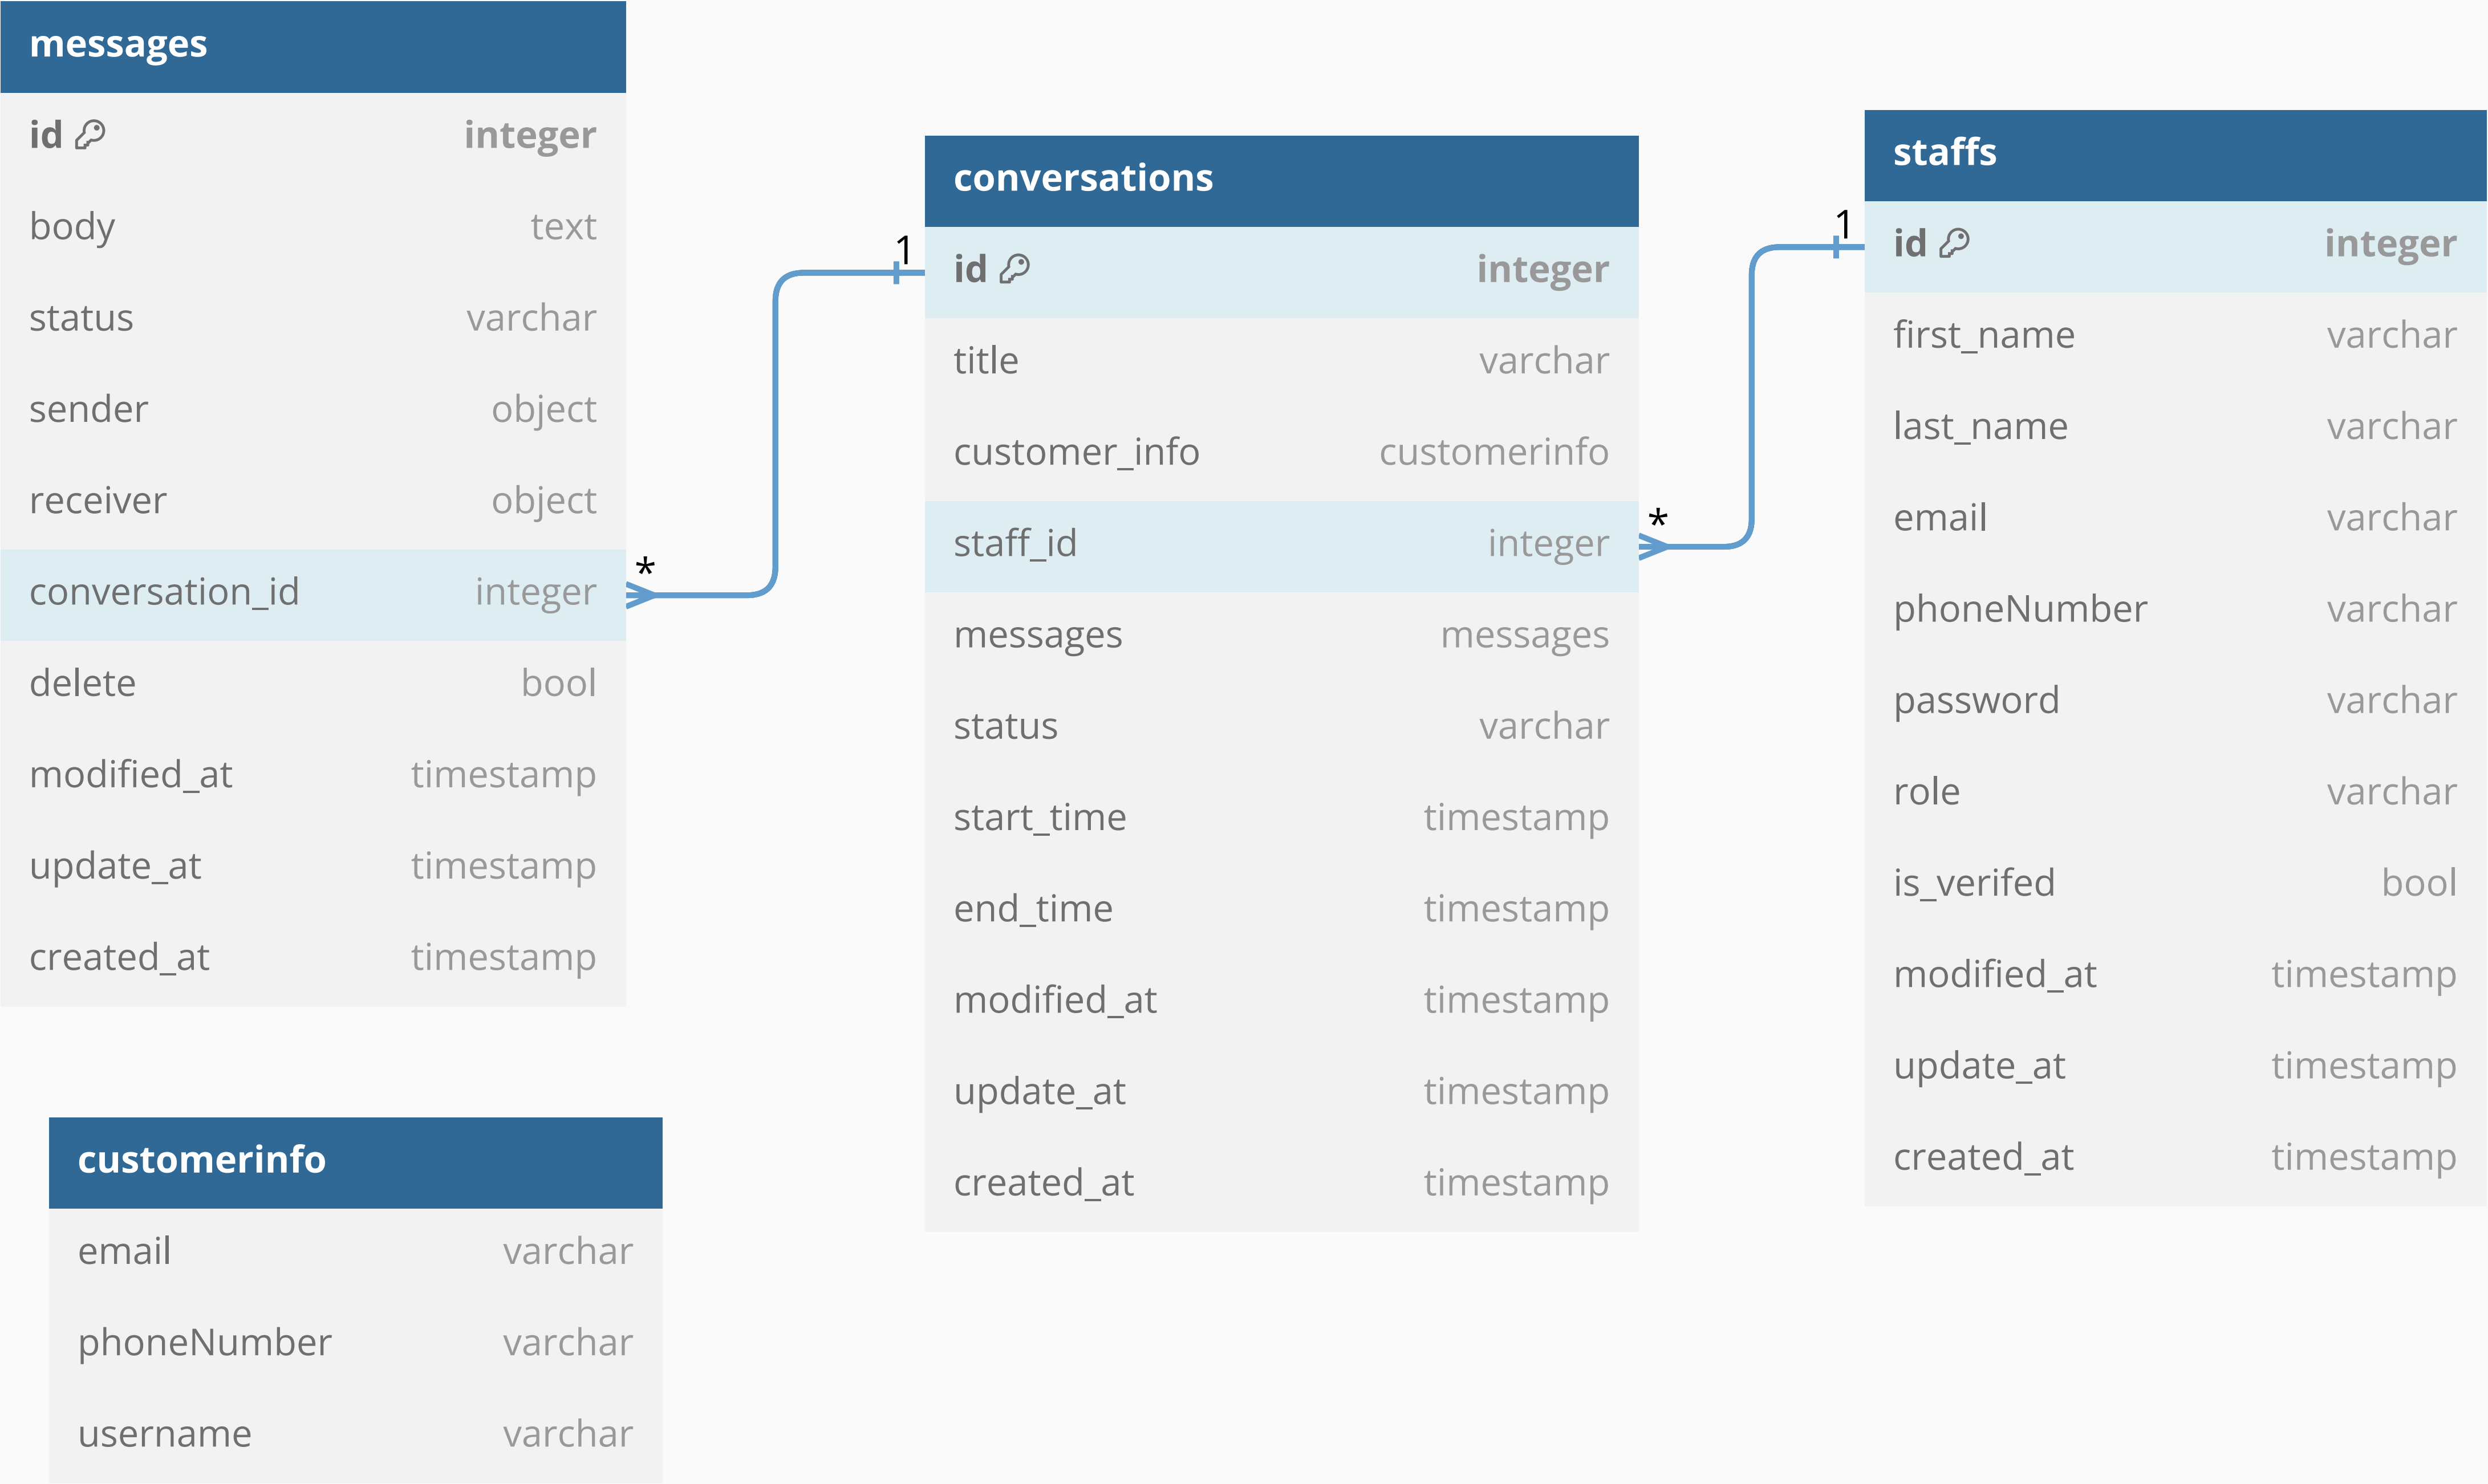 messages
id integer
body text
status varchar
sender object
receiver object
conversation_id integer
delete bool
modified_at timestamp
update_at timestamp
created_at timestamp
*
1
conversations
id integer
title varchar
customer_info customerinfo
staff_id integer
messages messages
status varchar
start_time timestamp
end_time timestamp
modified_at timestamp
update_at timestamp
created_at timestamp
*
1
staffs
id integer
first_name varchar
last_name varchar
email varchar
phoneNumber varchar
password varchar
role varchar
is_verifed bool
modified_at timestamp
update_at timestamp
created_at timestamp
customerinfo
email varchar
phoneNumber varchar
username varchar